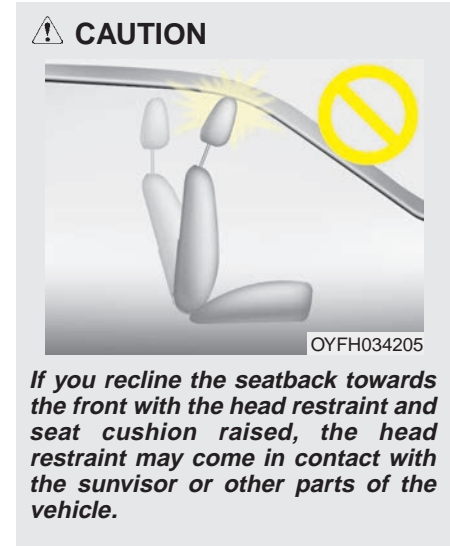 CAUTION
OYFH034205
If you recline the seatback towards
the front with the head restraint and
seat cushion raised, the head
restraint may come in contact with
the sunvisor or other parts of the
vehicle.